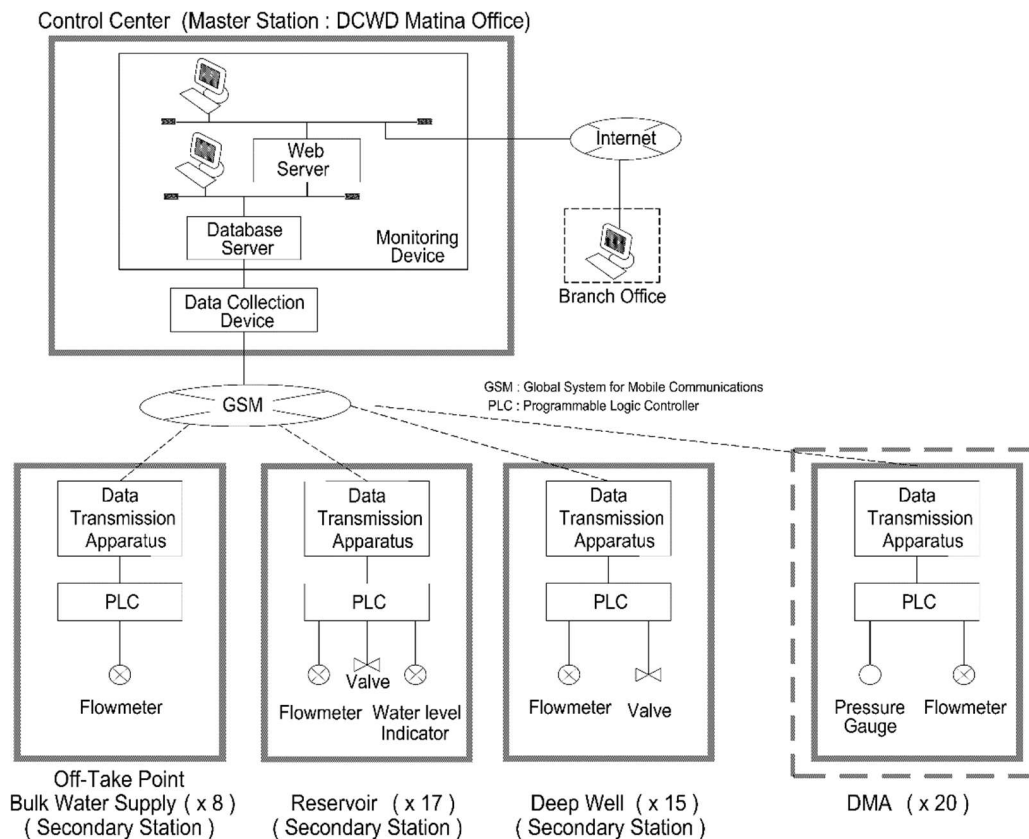 Control Center (Master Station : DCWD Matina Office)
Web
Server
Internet
Database
Server
Monitoring
Device
Branch Office
Data Collection
Device
GSM
GSM : Global System for Mobile Communications
PLC : Programmable Logic Controller
Data
Transmission
Apparatus
PLC
Flowmeter
Off-Take Point
Bulk Water Supply ( x 8 )
( Secondary Station )
Data
Transmission
Apparatus
PLC
Valve
Flowmeter
Water level
Indicator
Reservoir ( x 17 )
( Secondary Station )
Data
Transmission
Apparatus
PLC
Flowmeter
Valve
Deep Well ( x 15 )
( Secondary Station )
Data
Transmission
Apparatus
PLC
Pressure
Gauge
Flowmeter
DMA ( x 20 )